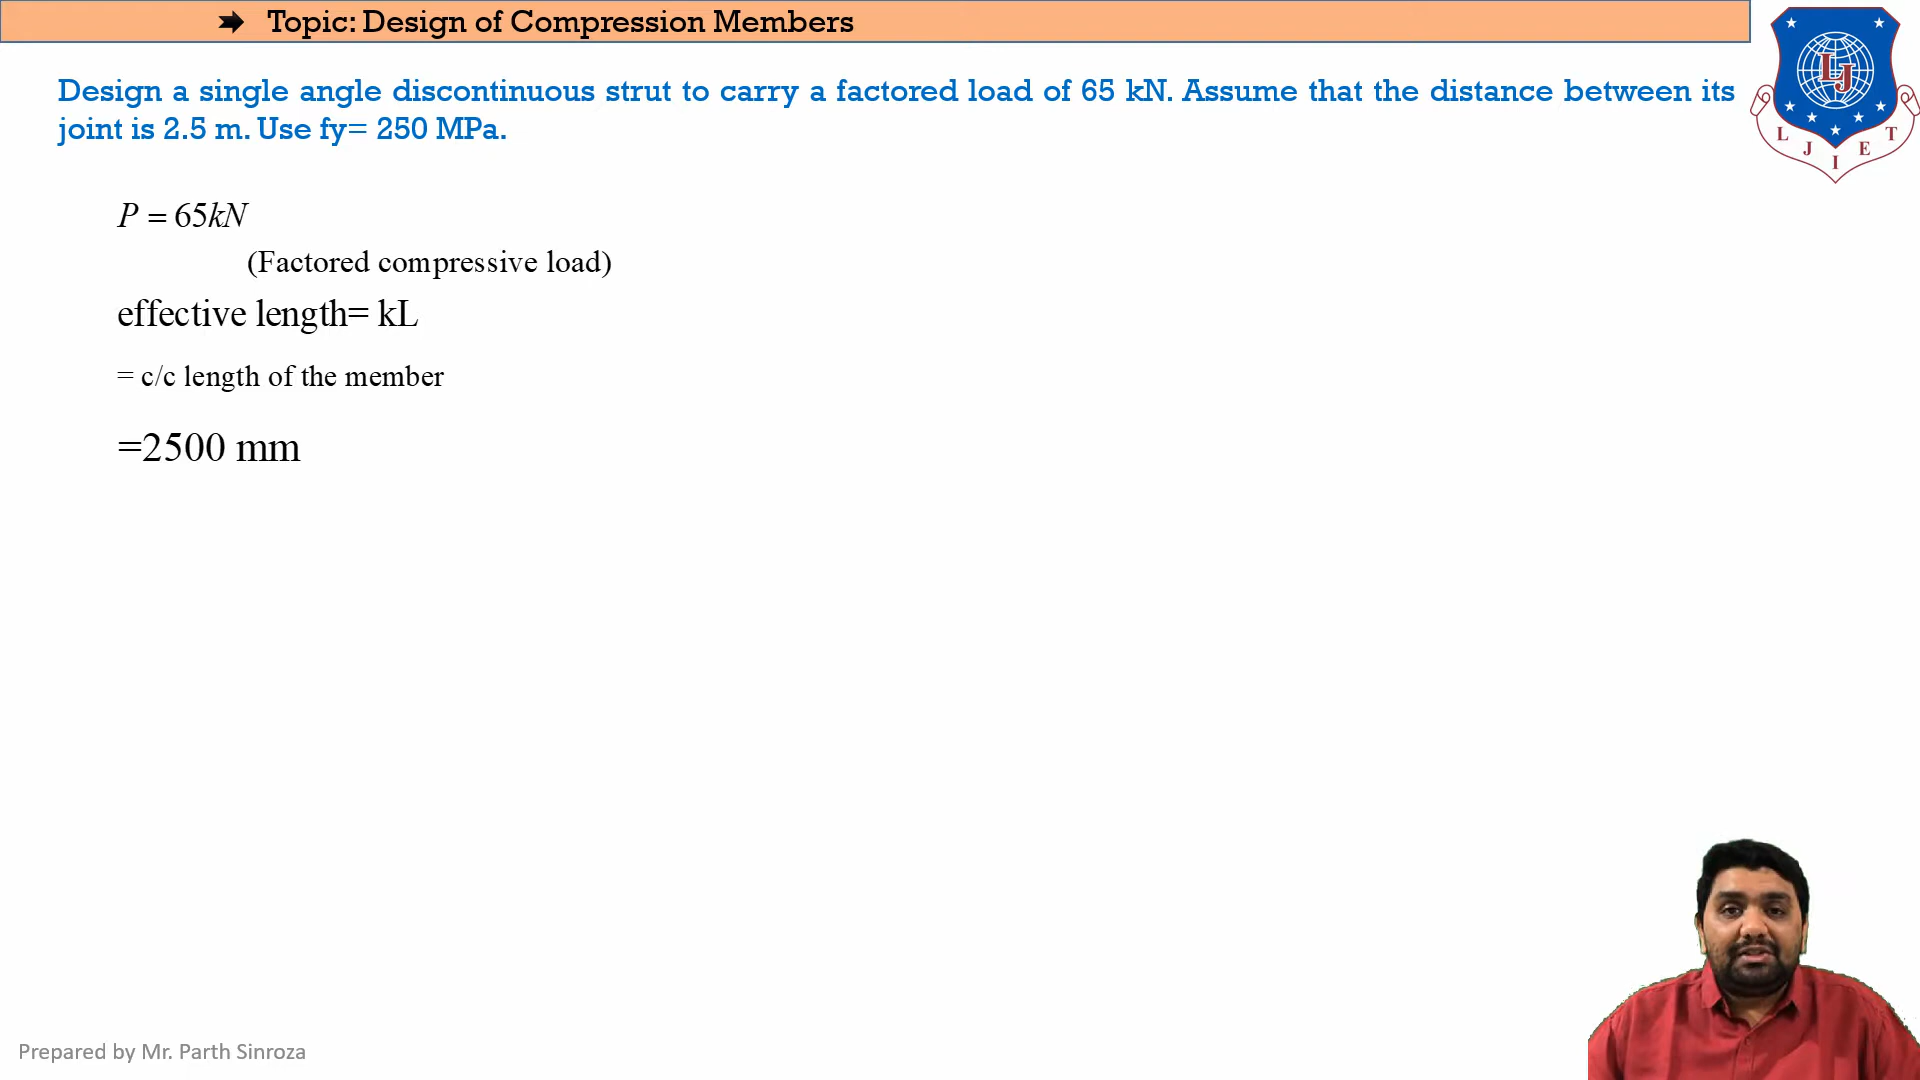 Topic: Design of Compression Members
Design a single angle discontinuous strut to carry a factored load of 65 kN. Assume that the distance between its
joint is 2.5 m. Use fy= 250 MPa.
P = 65kN
(Factored compressive load)
effective length= kL
= c/c length of the member
=2500 mm
LJ
L J I E T
Prepared by Mr. Parth Sinroza